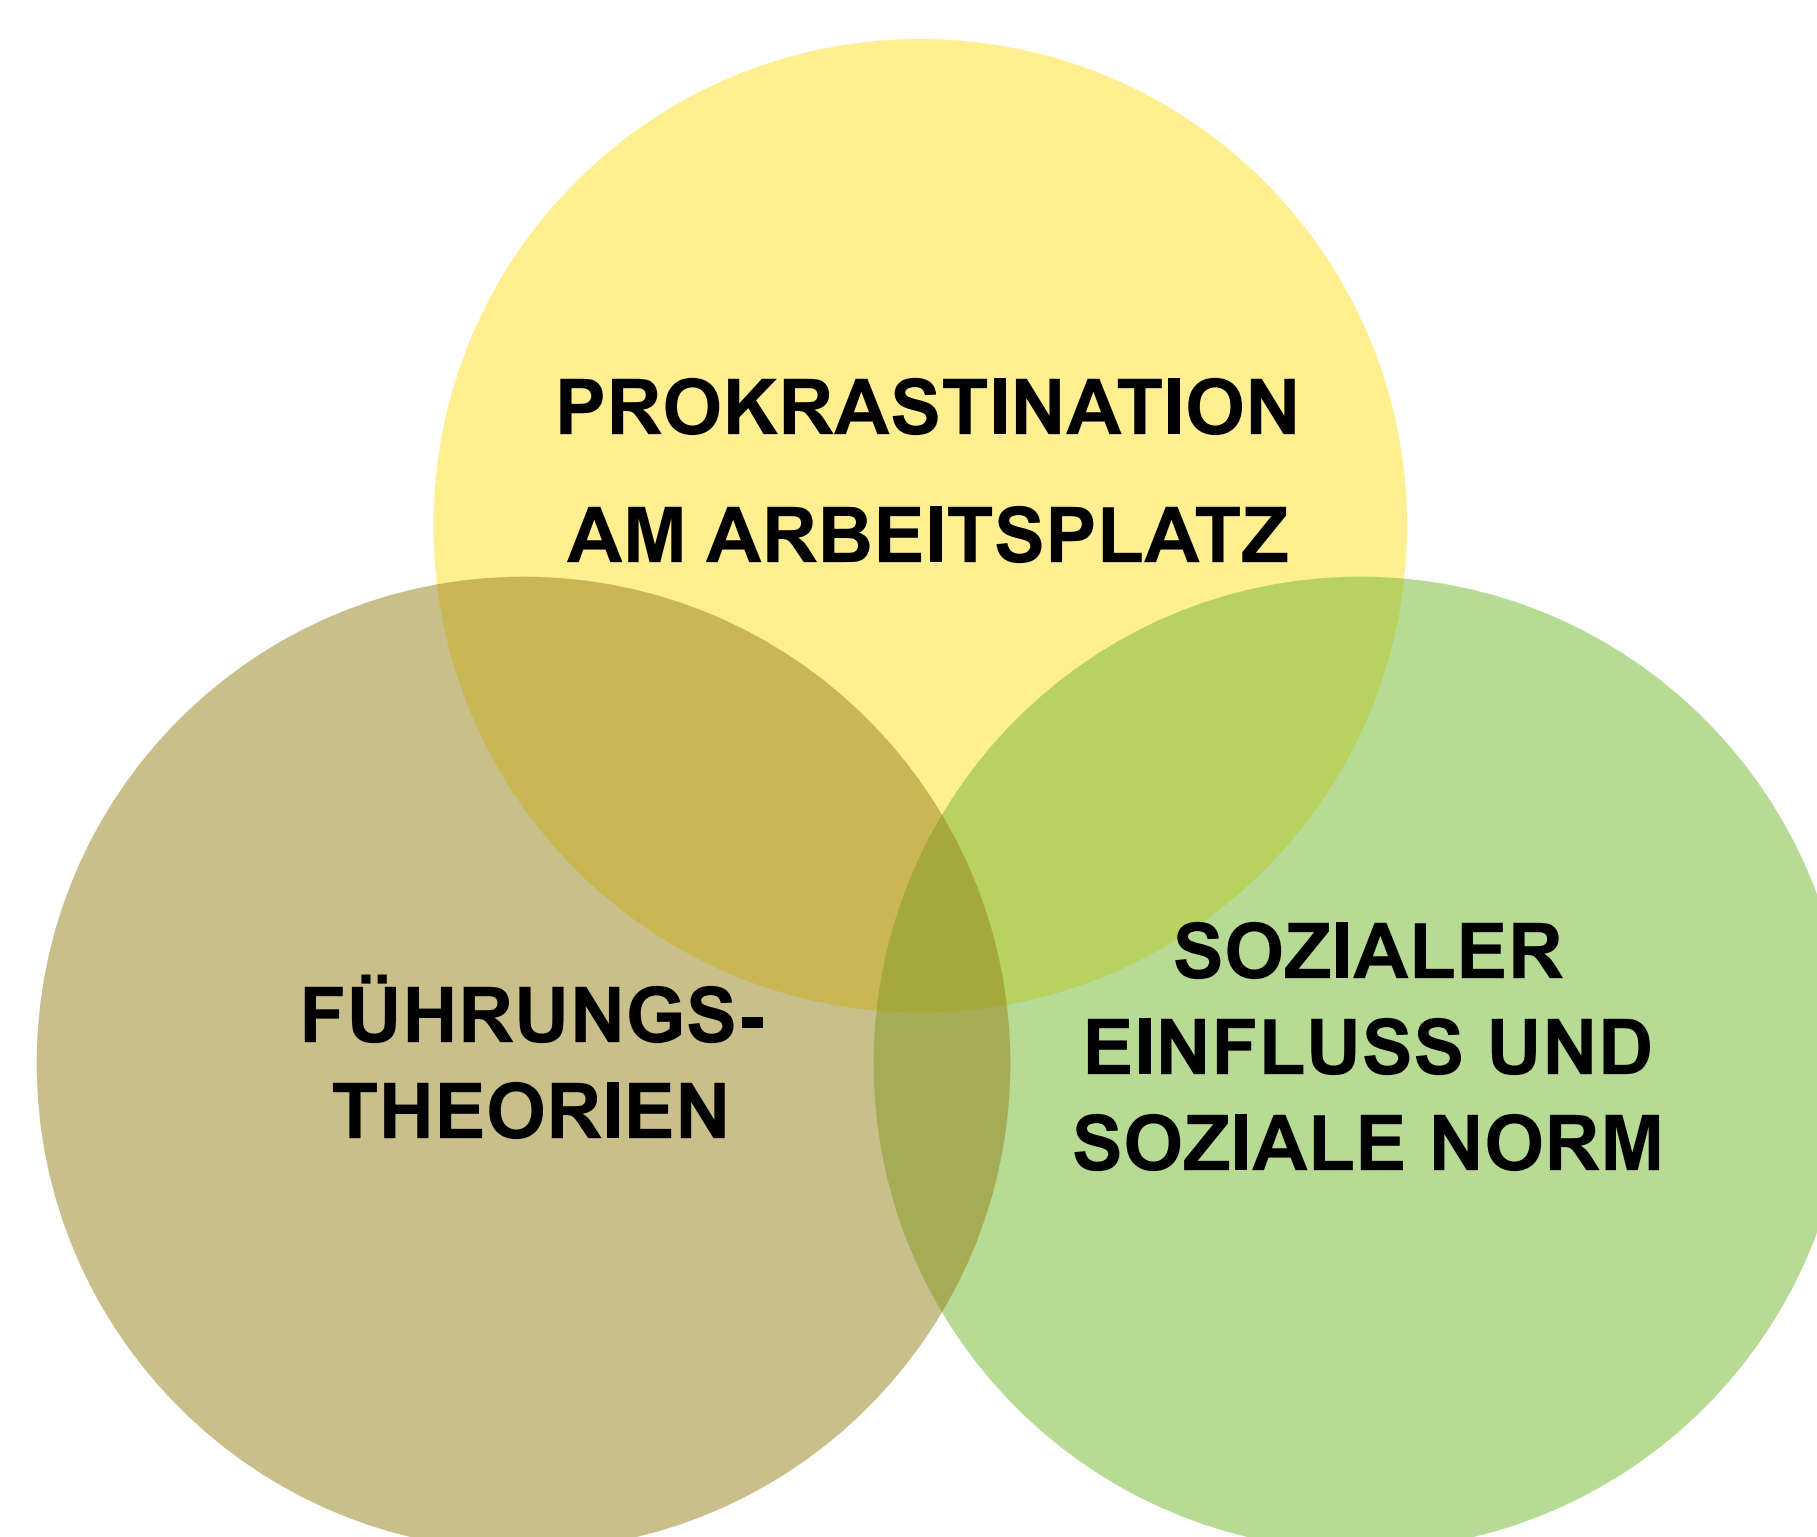 PROKRASTINATION
AM ARBEITSPLATZ
FÜHRUNGS-
THEORIEN
SOZIALER
EINFLUSS UND
SOZIALE NORM